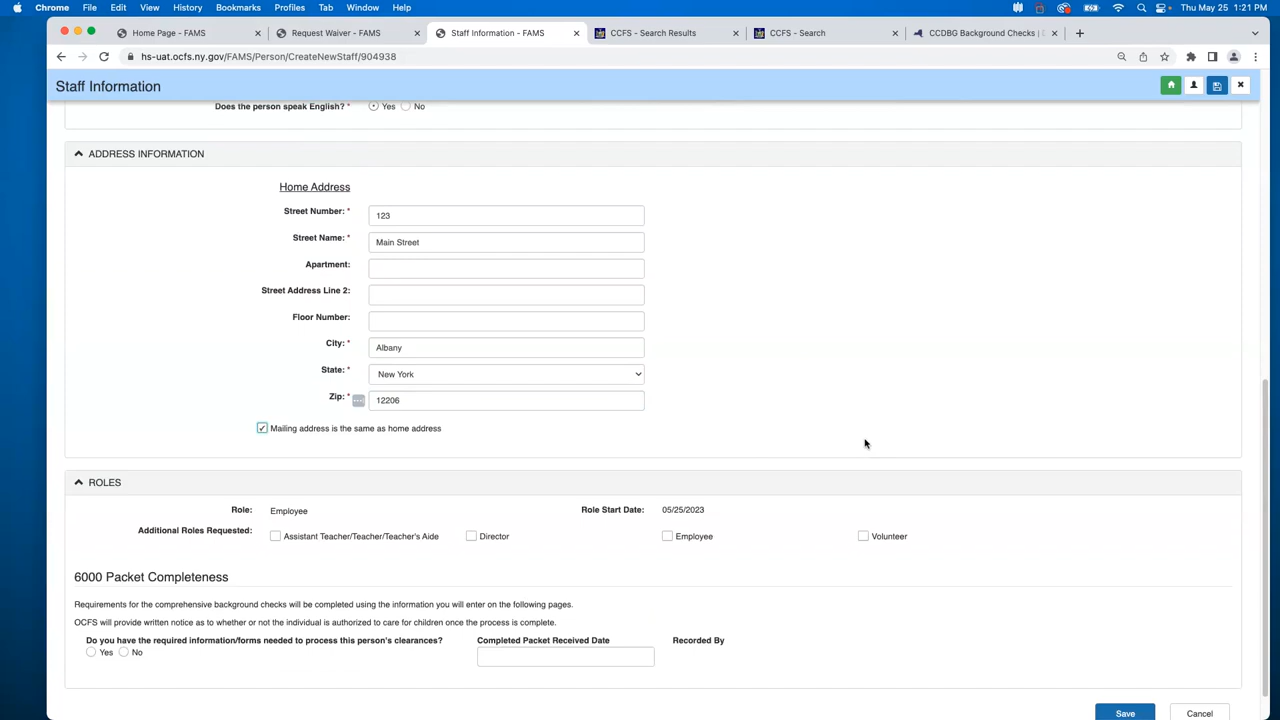 Chrome File Edit View History Bookmarks Profiles Tab Window Help Thu May 25 1:21 PM
Home Page - FAMS Request Waiver - FAMS Staff Information - FAMS CCFS - Search Results CCFS - Search CCDBG Background Checks |
hs-uat.ocfs.ny.gov/FAMS/Person/CreateNewStaff/904938
Staff Information
Does the person speak English? * Yes No
ADDRESS INFORMATION
Home Address
Street Number: * 123
Street Name: * Main Street
Apartment:
Street Address Line 2:
Floor Number:
City: * Albany
State: * New York
Zip: * 12206
Mailing address is the same as home address
ROLES
Role: Employee Role Start Date: 05/25/2023
Additional Roles Requested: Assistant Teacher/Teacher/Teacher's Aide Director Employee Volunteer
6000 Packet Completeness
Requirements for the comprehensive background checks will be completed using the information you will enter on the following pages.
OCFS will provide written notice as to whether or not the individual is authorized to care for children once the process is complete.
Do you have the required information/forms needed to process this person's clearances? Completed Packet Received Date Recorded By
Yes No
Save Cancel